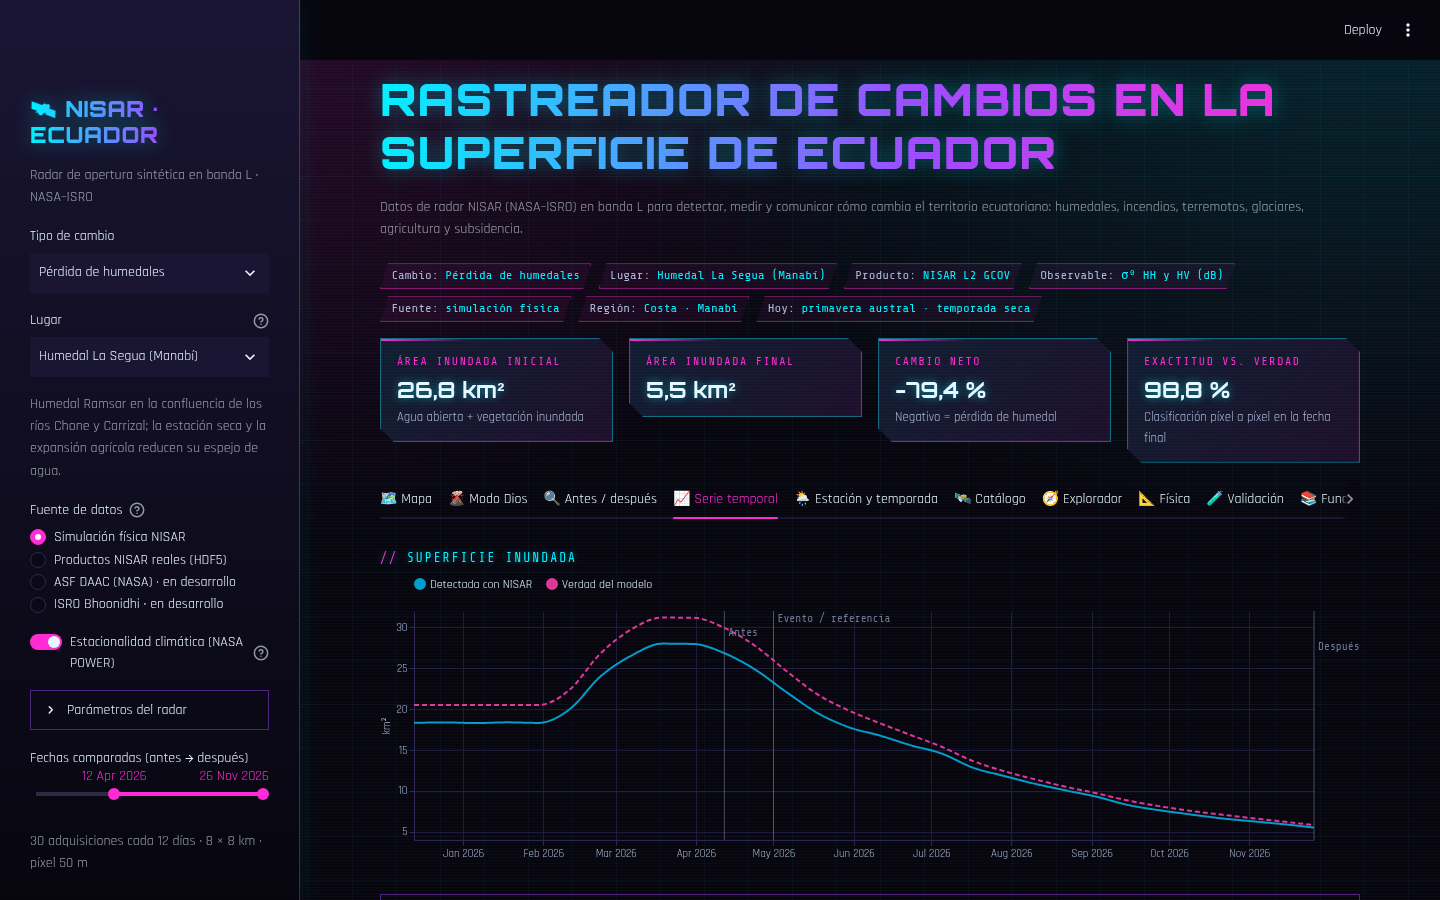 Deploy
NISAR ·
ECUADOR
Radar de apertura sintética en banda L ·
NASA-ISRO
Tipo de cambio
Pérdida de humedales
Lugar
Humedal La Segua (Manabí)
Humedal Ramsar en la confluencia de los
ríos Chone y Carrizal; la estación seca y la
expansión agrícola reducen su espejo de
agua.
Fuente de datos
Simulación física NISAR
Productos NISAR reales (HDF5)
ASF DAAC (NASA) · en desarrollo
ISRO Bhoonidhi · en desarrollo
Estacionalidad climática (NASA
POWER)
Parámetros del radar
Fechas comparadas (antes → después)
12 Apr 2026 26 Nov 2026
30 adquisiciones cada 12 días · 8 × 8 km ·
píxel 50 m
RASTREADOR DE CAMBIOS EN LA
SUPERFICIE DE ECUADOR
Datos de radar NISAR (NASA-ISRO) en banda L para detectar, medir y comunicar cómo cambia el territorio ecuatoriano: humedales, incendios, terremotos, glaciares,
agricultura y subsidencia.
Cambio: Pérdida de humedales Lugar: Humedal La Segua (Manabí) Producto: NISAR L2 GCOV Observable: σ⁰ HH y HV (dB)
Fuente: simulación física Región: Costa · Manabí Hoy: primavera austral · temporada seca
ÁREA INUNDADA INICIAL
26,8 km²
Agua abierta + vegetación inundada
ÁREA INUNDADA FINAL
5,5 km²
CAMBIO NETO
-79,4 %
Negativo = pérdida de humedal
EXACTITUD VS. VERDAD
98,8 %
Clasificación píxel a píxel en la fecha
final
Mapa Modo Dios Antes / después Serie temporal Estación y temporada Catálogo Explorador Física Validación Func
// SUPERFICIE INUNDADA
Detectada con NISAR Verdad del modelo
Evento / referencia
Antes
Después
km²
30
25
20
15
10
5
Jan 2026 Feb 2026 Mar 2026 Apr 2026 May 2026 Jun 2026 Jul 2026 Aug 2026 Sep 2026 Oct 2026 Nov 2026